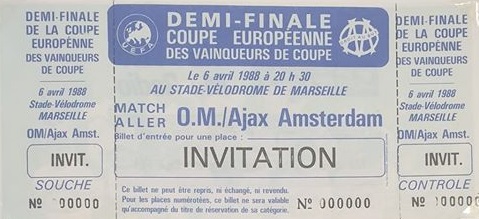 DEMI-FINALE
DE LA COUPE
EUROPÉENNE
DES VAINQUEURS
DE COUPE
6 avril 1988
Stade-Vélodrome
MARSEILLE
OM/Ajax Amst.
INVIT.
SOUCHE
Nº 000000
UEFA
DEMI-FINALE
COUPE EUROPÉENNE
DES VAINQUEURS DE COUPE
Le 6 avril 1988 à 20 h 30
AU STADE-VÉLODROME DE MARSEILLE
MATCH
ALLER O.M./Ajax Amsterdam
Billet d'entrée pour une place :
INVITATION
Ce billet ne peut être repris, ni échangé, ni revendu.
Pour les places numérotées, ce billet ne sera valable
qu'accompagné du titre de réservation de sa catégorie.
Nº 000000
DEMI-FINALE
DE LA COUPE
EUROPÉENNE
DES VAINQUEURS
DE COUPE
6 avril 1988
Stade-Vélodrome
MARSEILLE
OM/Ajax Amst.
INVIT.
CONTROLE
Nº 000000